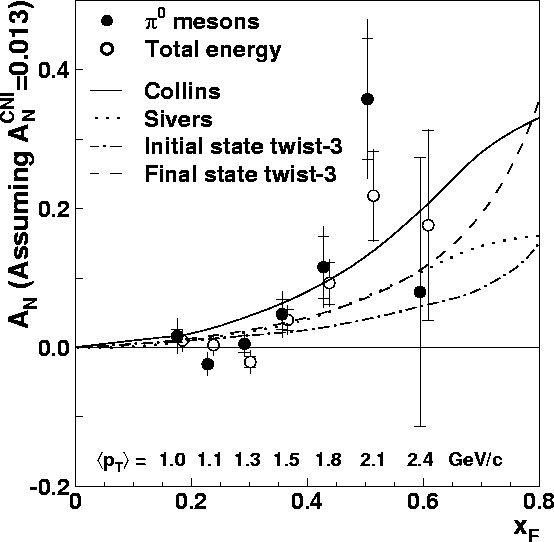 π⁰ mesons
Total energy
Collins
Sivers
Initial state twist-3
Final state twist-3
A_N (Assuming A_N^CNI=0.013)
0.4
0.2
0.0
-0.2
⟨p_T⟩ = 1.0 1.1 1.3 1.5 1.8 2.1 2.4 GeV/c
0 0.2 0.4 0.6 0.8
x_F